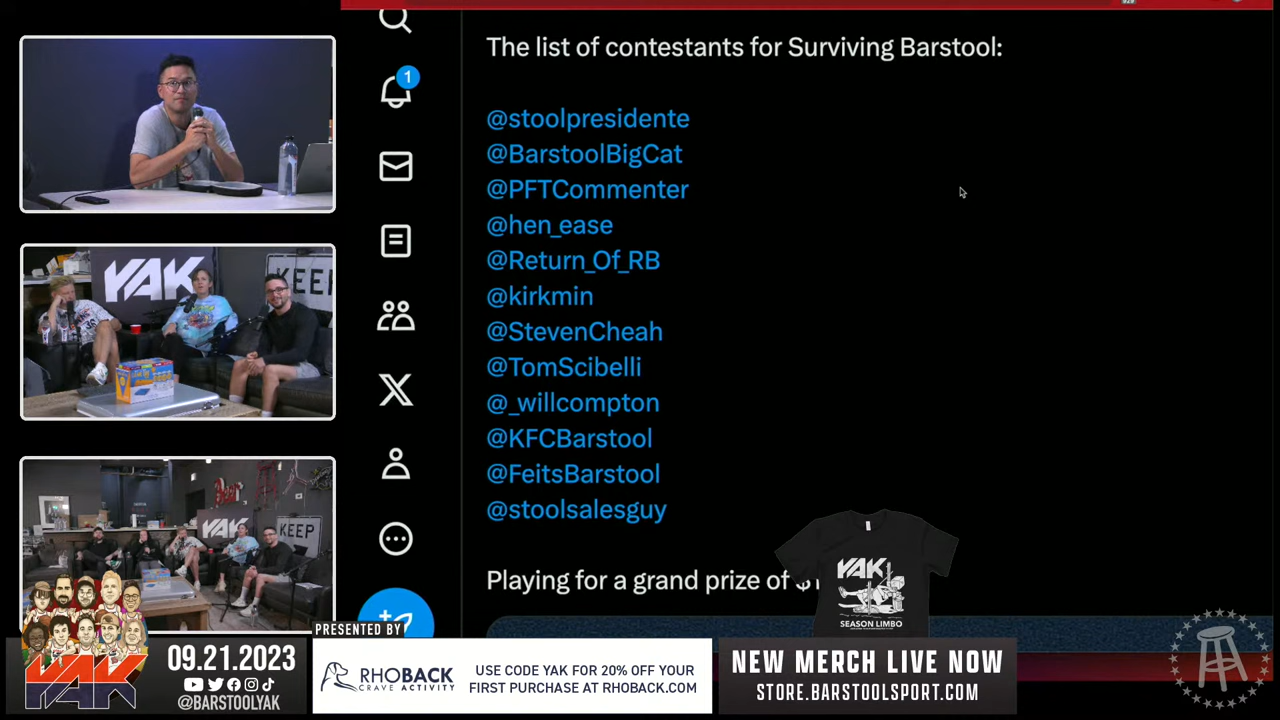 The list of contestants for Surviving Barstool:
@stoolpresidente
@BarstoolBigCat
@PFTCommenter
@hen_ease
@Return_Of_RB
@kirkmin
@StevenCheah
@TomScibelli
@_willcompton
@KFCBarstool
@FeitsBarstool
@stoolsalesguy
Playing for a grand prize of
1
YAK
KEEP
Beer
YAK
KEEP
YAK
SEASON LIMBO
YAK
09.21.2023
@BARSTOOLYAK
PRESENTED BY
RHOBACK
CRAVE ACTIVITY
USE CODE YAK FOR 20% OFF YOUR
FIRST PURCHASE AT RHOBACK.COM
NEW MERCH LIVE NOW
STORE.BARSTOOLSPORT.COM